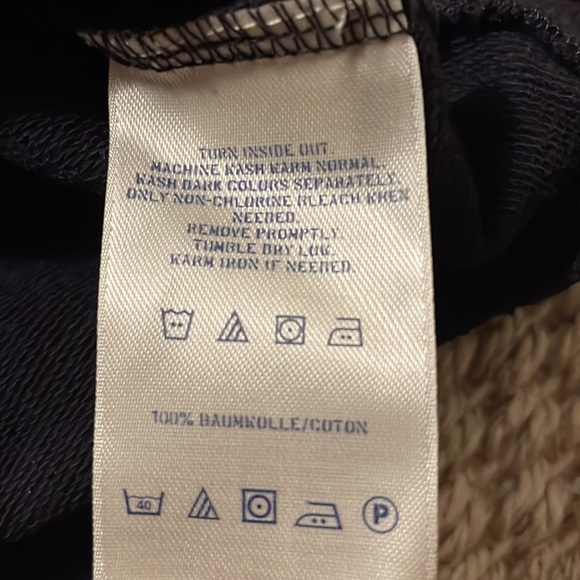 TURN INSIDE OUT.
MACHINE WASH WARM NORMAL.
WASH DARK COLORS SEPARATELY.
ONLY NON-CHLORINE BLEACH WHEN
NEEDED.
REMOVE PROMPTLY.
TUMBLE DRY LOW.
WARM IRON IF NEEDED.
100% BAUMWOLLE/COTON
40
P